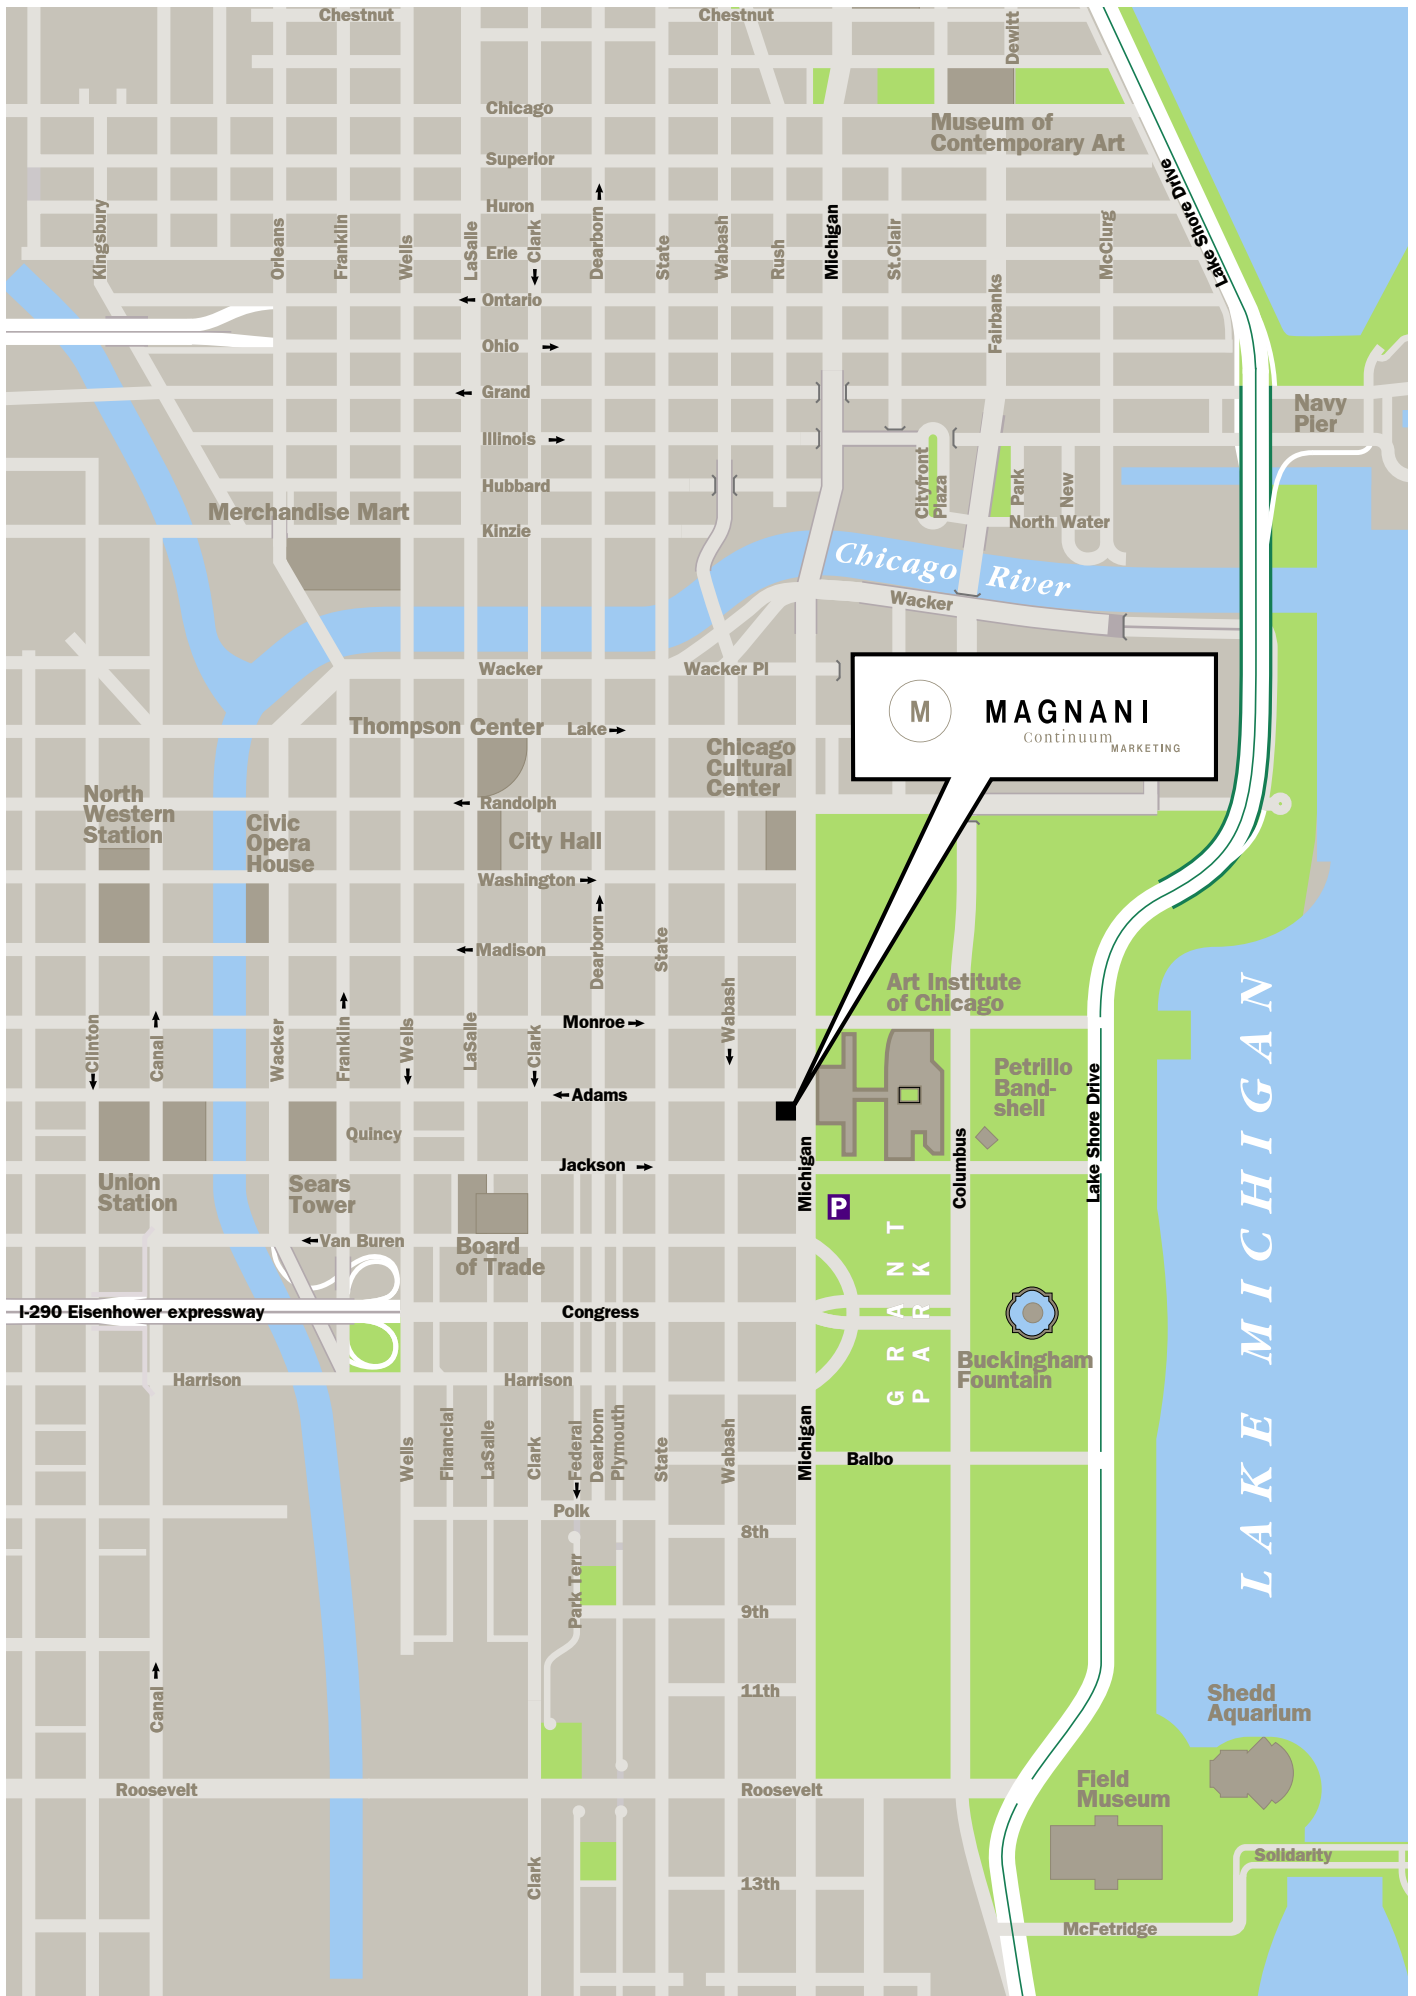 Chestnut
Chestnut
Dewitt
Chicago
Museum of
Contemporary Art
Superior
Lake Shore Drive
Huron
Kingsbury
Orleans
Franklin
Wells
LaSalle
Erie
Clark
Dearborn
State
Wabash
Rush
Michigan
St.Clair
McClurg
Fairbanks
Ontario
Ohio
Grand
Navy
Pier
Illinois
Cityfront
Plaza
Park
New
Hubbard
Merchandise Mart
North Water
Kinzie
Chicago River
Wacker
Wacker
Wacker Pl
M
MAGNANI
Continuum
MARKETING
Thompson Center
Lake
Chicago
Cultural
Center
North
Western
Station
Randolph
Civic
Opera
House
City Hall
Washington
Dearborn
State
Madison
Art Institute
of Chicago
Wabash
LAKE MICHIGAN
Monroe
Clinton
Canal
Wacker
Franklin
Wells
LaSalle
Clark
Petrillo
Band-
shell
Lake Shore Drive
Adams
Quincy
Michigan
Columbus
Jackson
Union
Station
Sears
Tower
P
GRANT
PARK
Van Buren
Board
of Trade
I-290 Eisenhower expressway
Congress
Buckingham
Fountain
Harrison
Harrison
Wells
Financial
LaSalle
Clark
Federal
Dearborn
Plymouth
State
Wabash
Michigan
Balbo
Polk
8th
Park Terr
9th
Canal
11th
Shedd
Aquarium
Roosevelt
Roosevelt
Field
Museum
Clark
13th
Solidarity
McFetridge